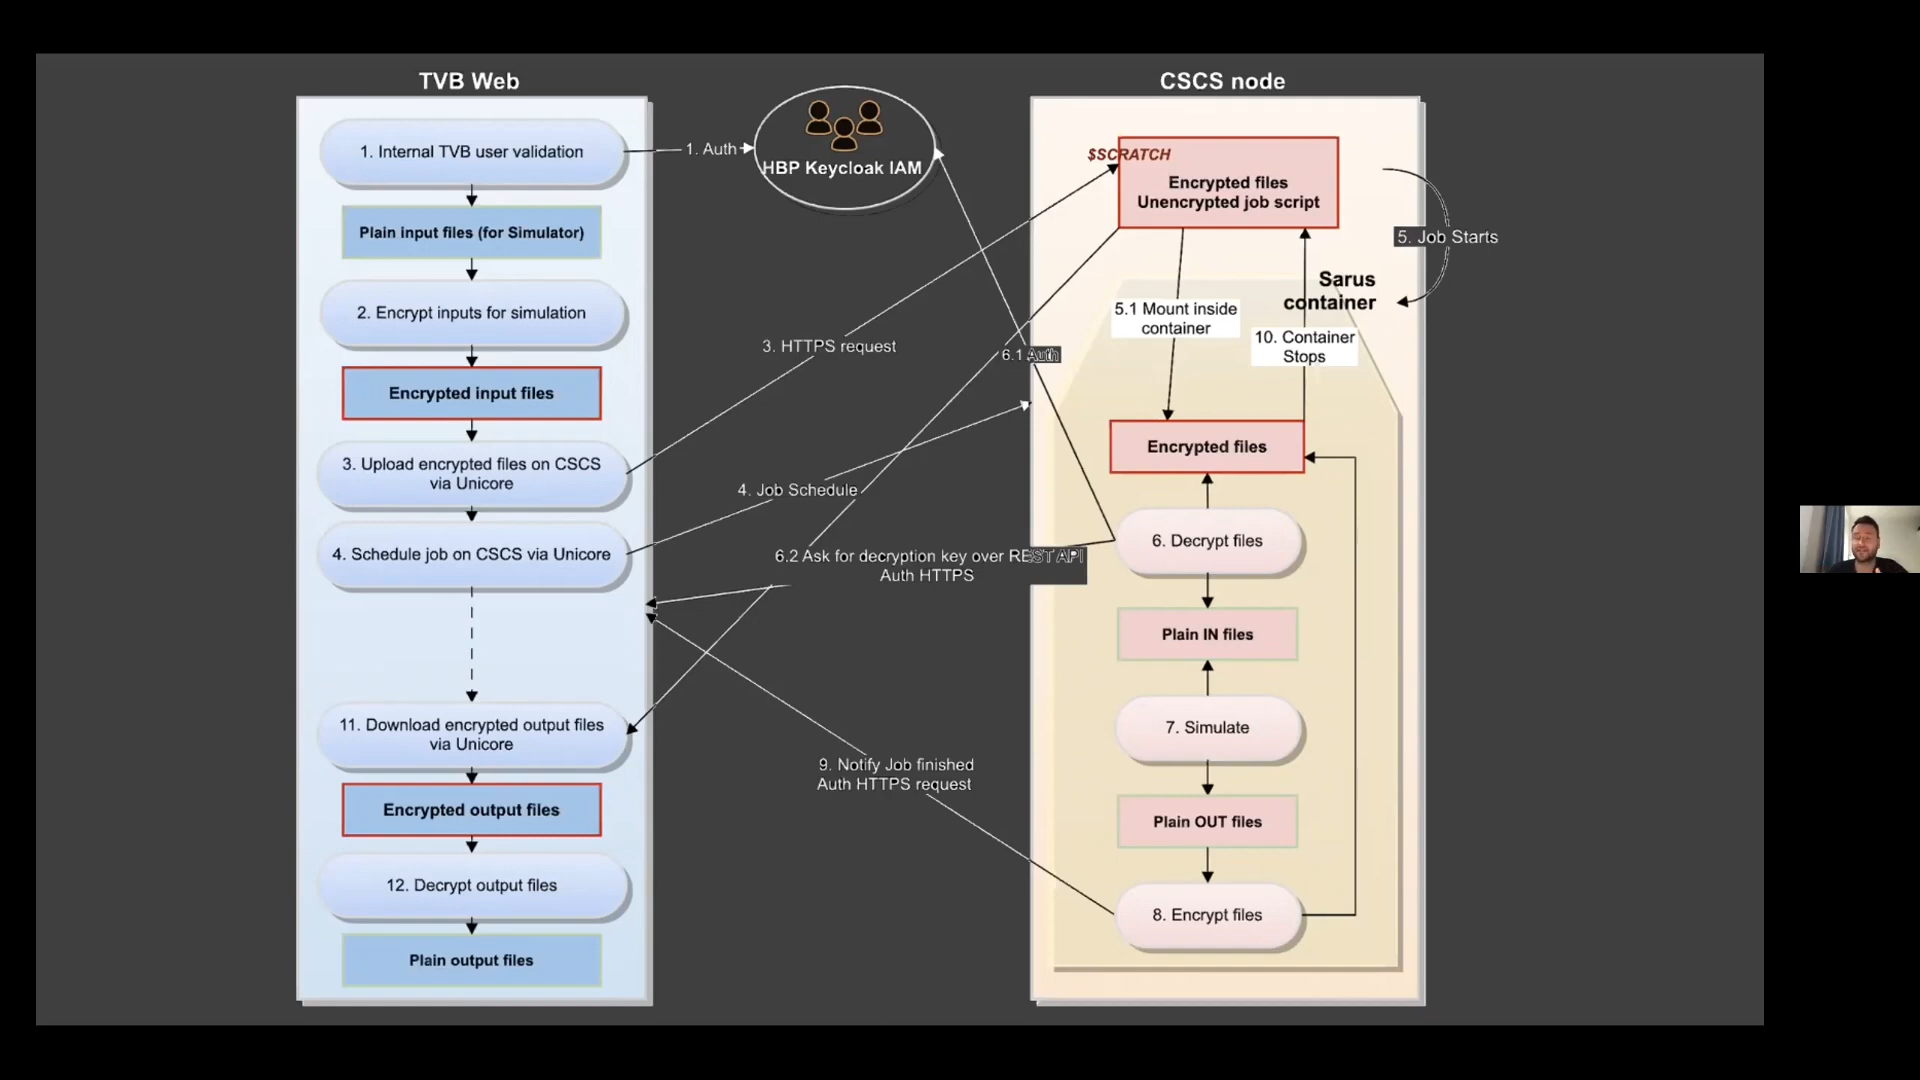 TVB Web
1. Internal TVB user validation
Plain input files (for Simulator)
2. Encrypt inputs for simulation
Encrypted input files
3. Upload encrypted files on CSCS
via Unicore
4. Schedule job on CSCS via Unicore
11. Download encrypted output files
via Unicore
Encrypted output files
12. Decrypt output files
Plain output files
1. Auth
HBP Keycloak IAM
3. HTTPS request
6.1 Auth
4. Job Schedule
6.2 Ask for decryption key over REST API
Auth HTTPS
9. Notify Job finished
Auth HTTPS request
CSCS node
$SCRATCH
Encrypted files
Unencrypted job script
5. Job Starts
Sarus
container
5.1 Mount inside
container
10. Container
Stops
Encrypted files
6. Decrypt files
Plain IN files
7. Simulate
Plain OUT files
8. Encrypt files